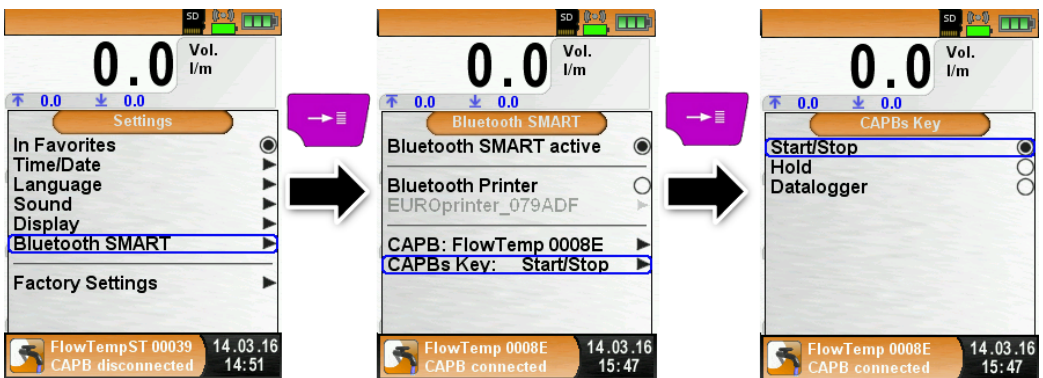 SD
0.0 Vol.
l/m
0.0 0.0
Settings
In Favorites
Time/Date
Language
Sound
Display
Bluetooth SMART
Factory Settings
FlowTempST 00039 14.03.16
CAPB disconnected 14:51
SD
0.0 Vol.
l/m
0.0 0.0
Bluetooth SMART
Bluetooth SMART active
Bluetooth Printer
EUROprinter_079ADF
CAPB: FlowTemp 0008E
CAPBs Key: Start/Stop
FlowTemp 0008E 14.03.16
CAPB connected 15:47
SD
0.0 Vol.
l/m
0.0 0.0
CAPBs Key
Start/Stop
Hold
Datalogger
FlowTemp 0008E 14.03.16
CAPB connected 15:47